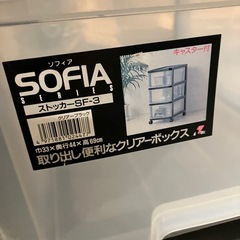 ソフィア
SOFIA
SERIES
ストッカーSF-3
キャスター付
クリアーブラック
巾33×奥行44×高89cm
取り出し便利なクリアーボックス